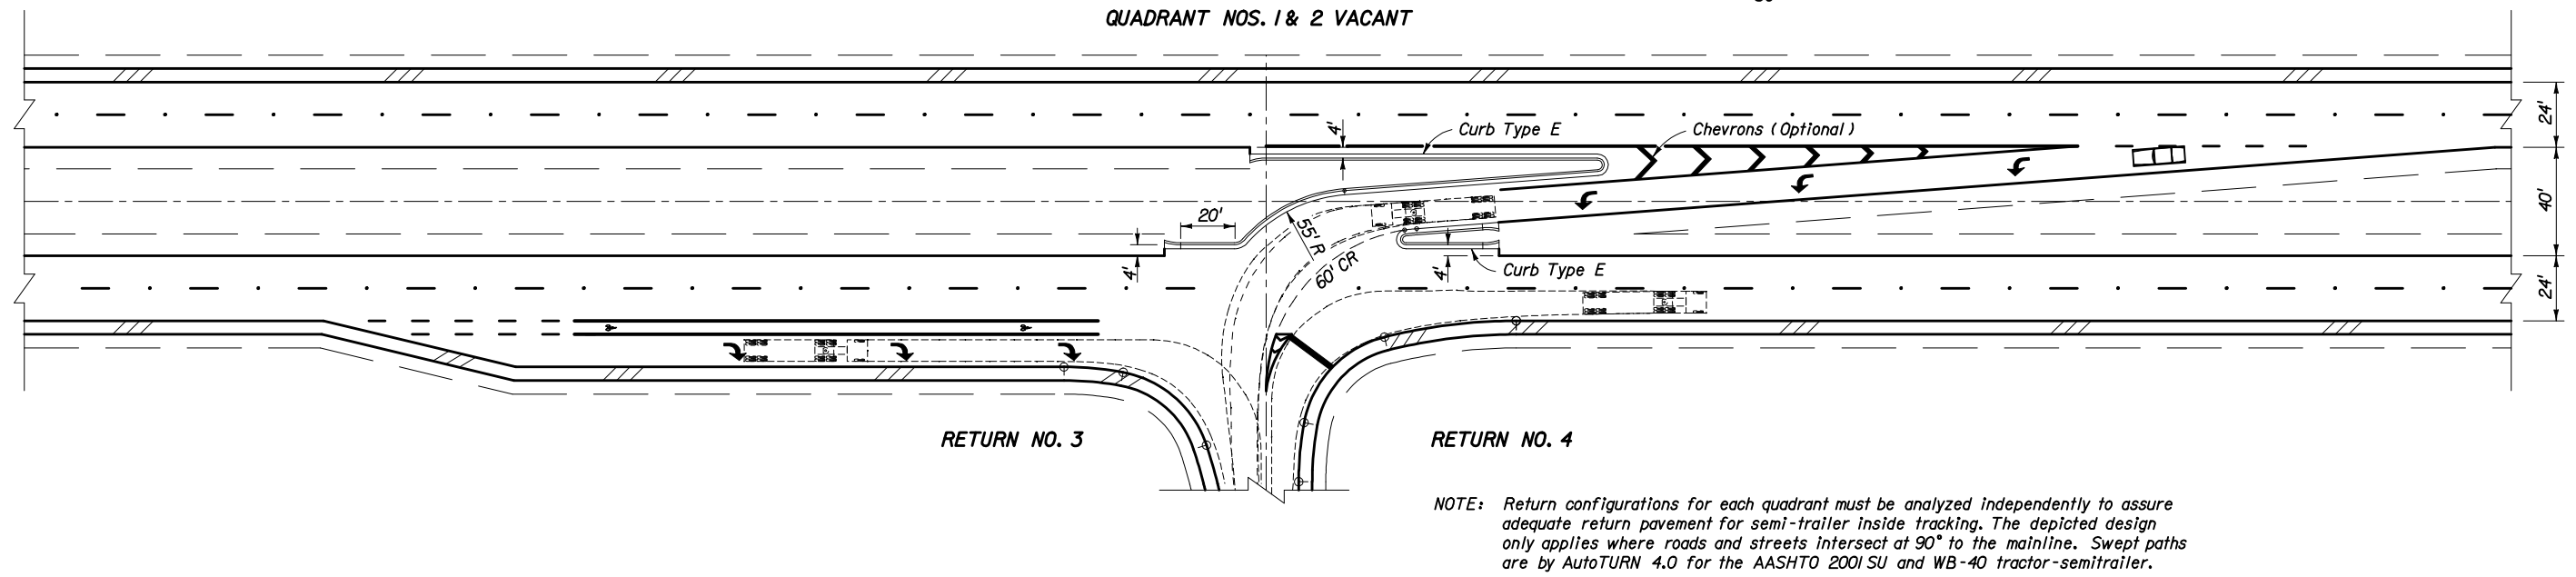 QUADRANT NOS. 1 & 2 VACANT
4'
Curb Type E
Chevrons (Optional)
24'
20'
55' R
60' CR
40'
4'
4'
Curb Type E
24'
RETURN NO. 3
RETURN NO. 4
NOTE: Return configurations for each quadrant must be analyzed independently to assure
adequate return pavement for semi-trailer inside tracking. The depicted design
only applies where roads and streets intersect at 90° to the mainline. Swept paths
are by AutoTURN 4.0 for the AASHTO 2001 SU and WB-40 tractor-semitrailer.